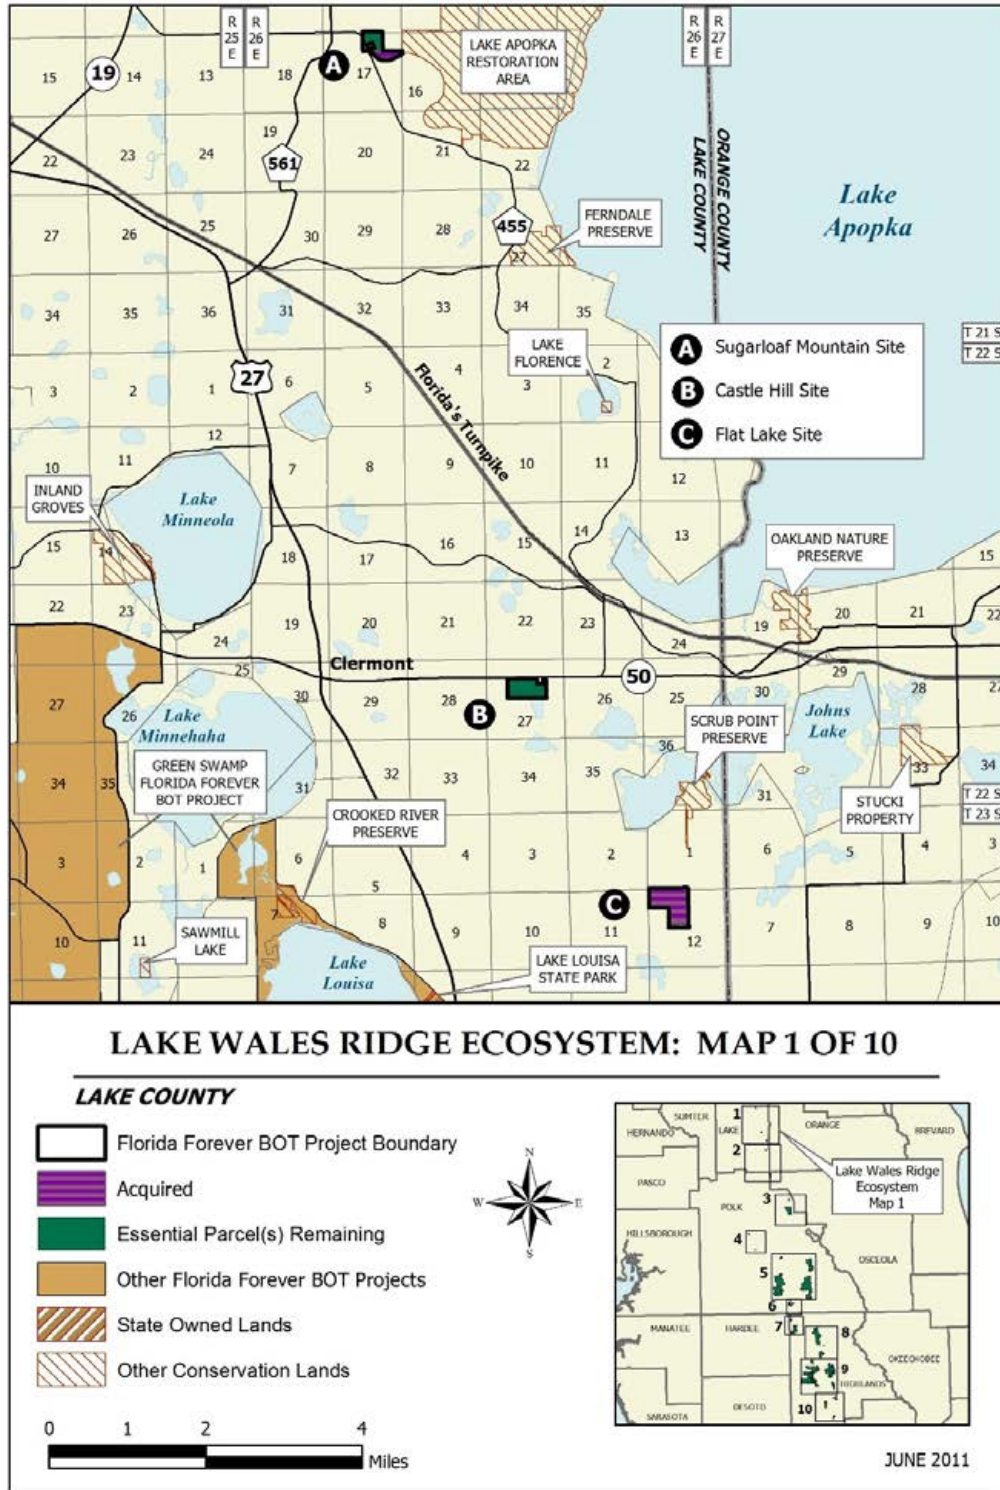 R
25
E
R
26
E
R
26
E
R
27
E
LAKE APOPKA
RESTORATION
AREA
A
19
15
14
13
18
17
16
19
561
22
23
24
20
21
22
ORANGE COUNTY
LAKE COUNTY
Lake
Apopka
455
FERNDALE
PRESERVE
27
26
25
30
29
28
27
34
35
36
31
32
33
34
35
LAKE
FLORENCE
A Sugarloaf Mountain Site
B Castle Hill Site
C Flat Lake Site
T 21 S
T 22 S
27
Florida's Turnpike
3
2
1
6
5
4
3
2
12
10
11
7
8
9
10
11
12
INLAND
GROVES
Lake
Minneola
15
14
18
17
16
15
14
13
OAKLAND NATURE
PRESERVE
15
22
23
24
19
20
21
22
23
24
19
20
21
22
Clermont
50
27
26
25
30
29
28
27
26
25
30
29
28
27
B
Lake
Minnehaha
SCRUB POINT
PRESERVE
Johns
Lake
GREEN SWAMP
FLORIDA FOREVER
BOT PROJECT
34
35
31
32
33
34
35
36
31
33
34
STUCKI
PROPERTY
T 22 S
T 23 S
CROOKED RIVER
PRESERVE
3
2
1
6
5
4
3
2
1
6
5
4
3
C
7
8
9
10
11
12
7
8
9
10
10
11
SAWMILL
LAKE
Lake
Louisa
LAKE LOUISA
STATE PARK
LAKE WALES RIDGE ECOSYSTEM: MAP 1 OF 10
LAKE COUNTY
Florida Forever BOT Project Boundary
Acquired
Essential Parcel(s) Remaining
Other Florida Forever BOT Projects
State Owned Lands
Other Conservation Lands
0 1 2 4
Miles
N
W E
S
SUMTER
HERNANDO
LAKE
ORANGE
BREVARD
PASCO
POLK
HILLSBOROUGH
OSCEOLA
MANATEE
HARDEE
OKEECHOBEE
HIGHLANDS
SARASOTA
DESOTO
1
2
3
4
5
6
7
8
9
10
Lake Wales Ridge
Ecosystem
Map 1
JUNE 2011